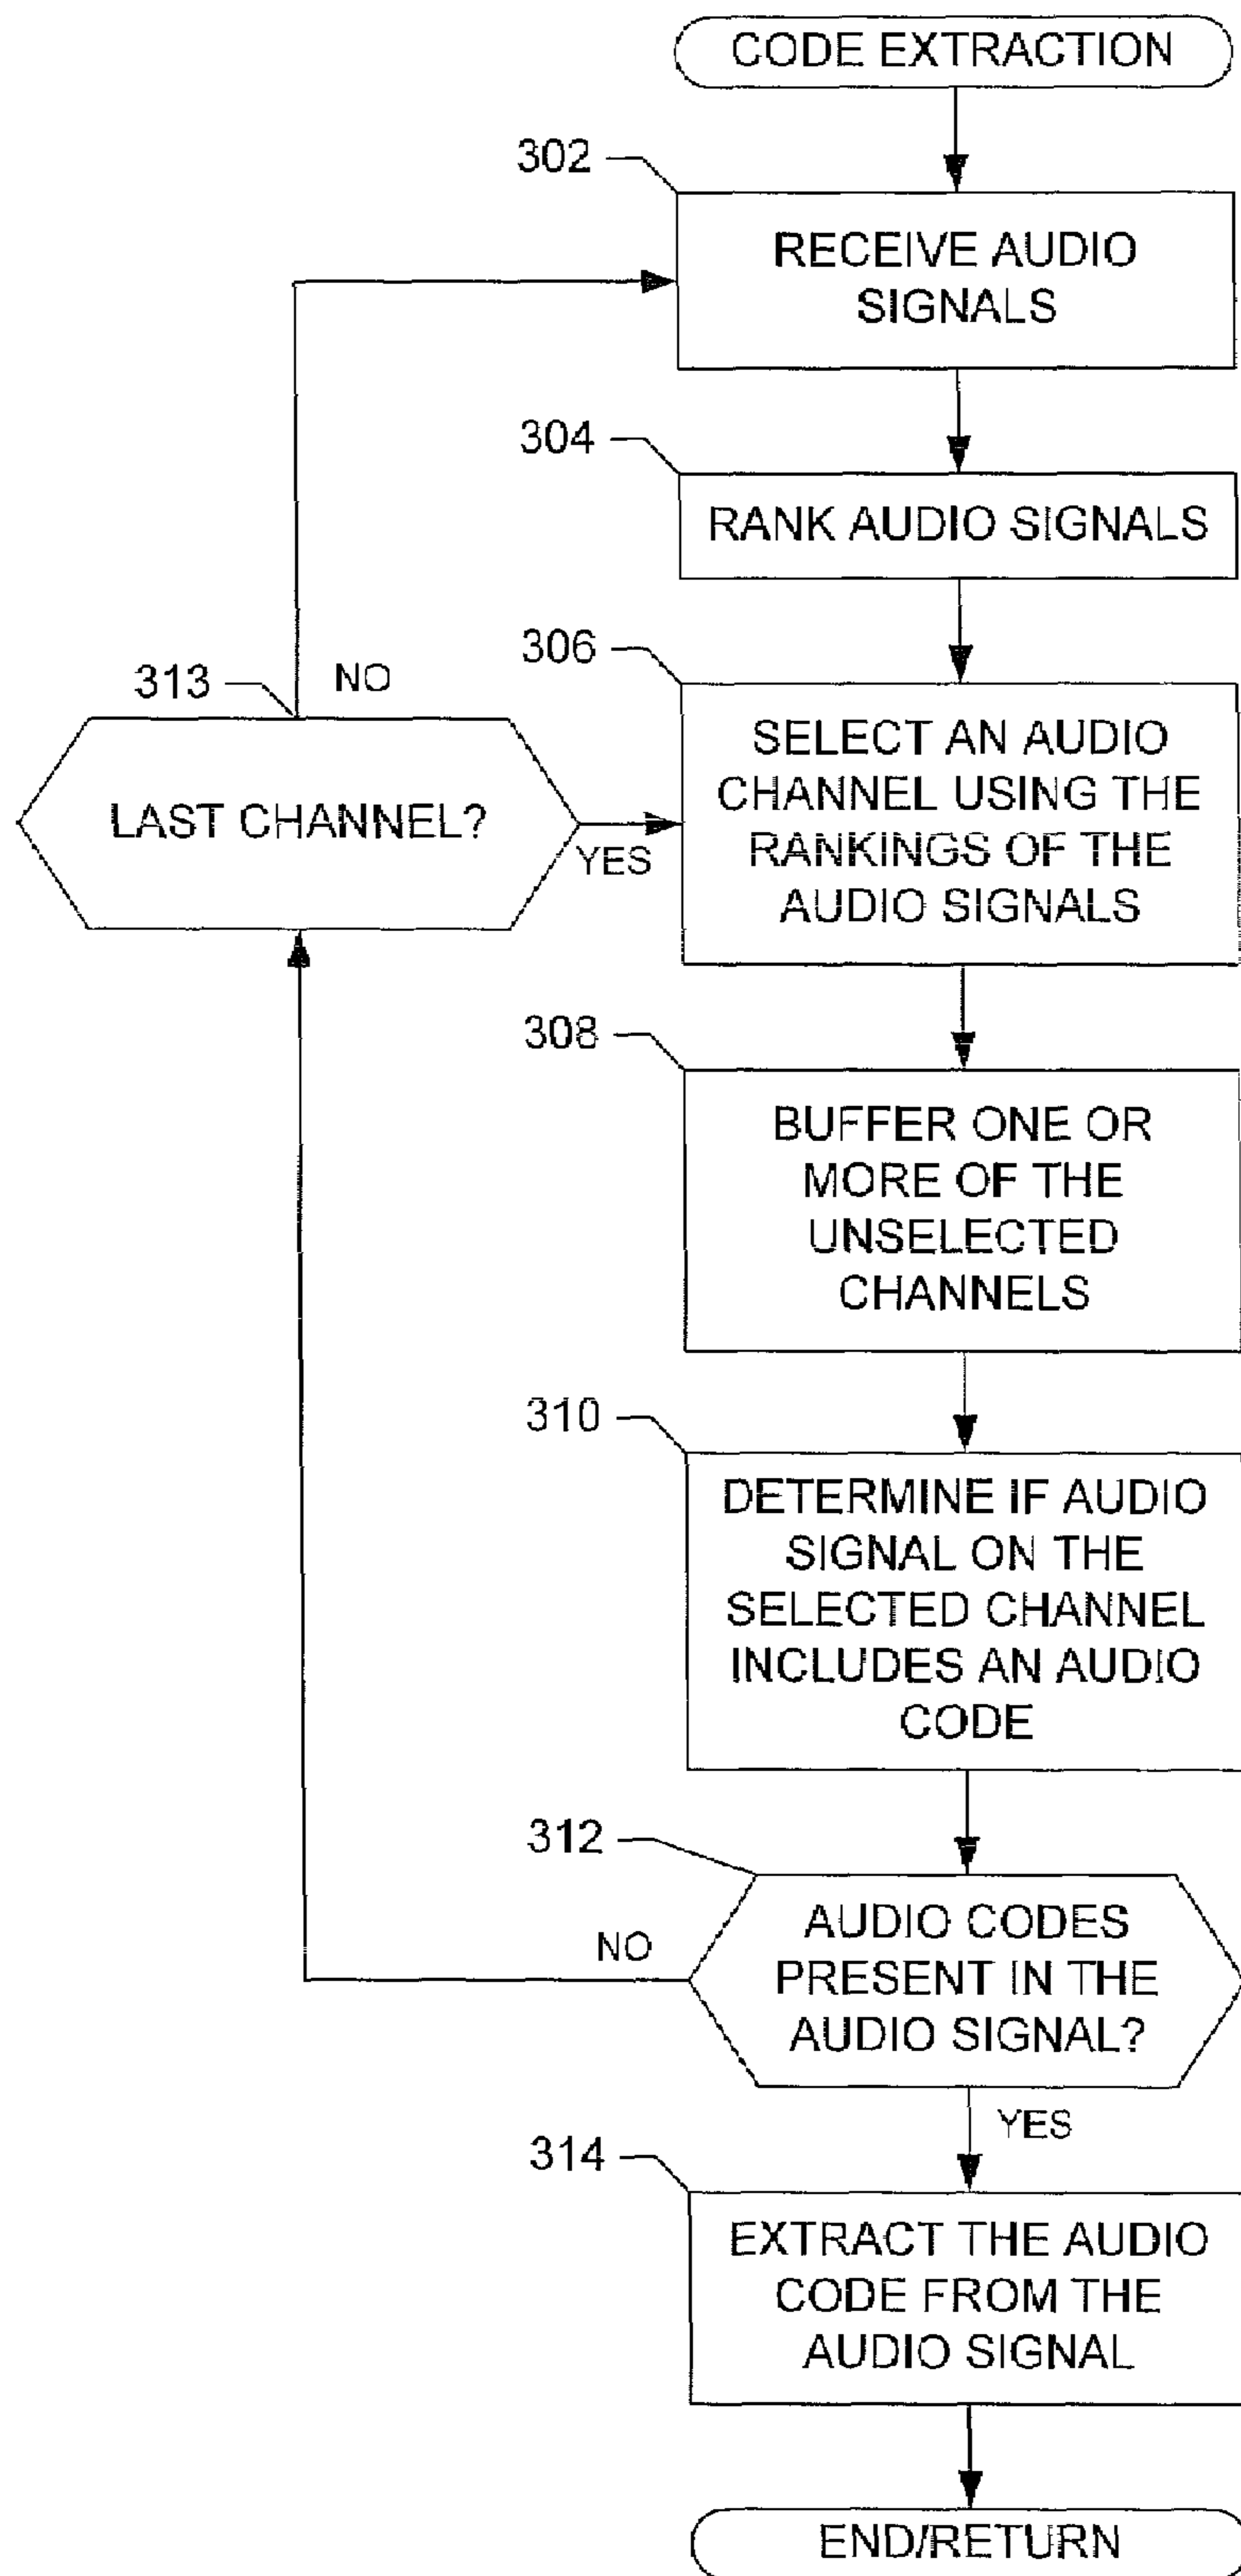 CODE EXTRACTION
302
RECEIVE AUDIO
SIGNALS
304
RANK AUDIO SIGNALS
306
SELECT AN AUDIO
CHANNEL USING THE
RANKINGS OF THE
AUDIO SIGNALS
313
NO
LAST CHANNEL?
YES
308
BUFFER ONE OR
MORE OF THE
UNSELECTED
CHANNELS
310
DETERMINE IF AUDIO
SIGNAL ON THE
SELECTED CHANNEL
INCLUDES AN AUDIO
CODE
312
AUDIO CODES
PRESENT IN THE
AUDIO SIGNAL?
NO
YES
314
EXTRACT THE AUDIO
CODE FROM THE
AUDIO SIGNAL
END/RETURN